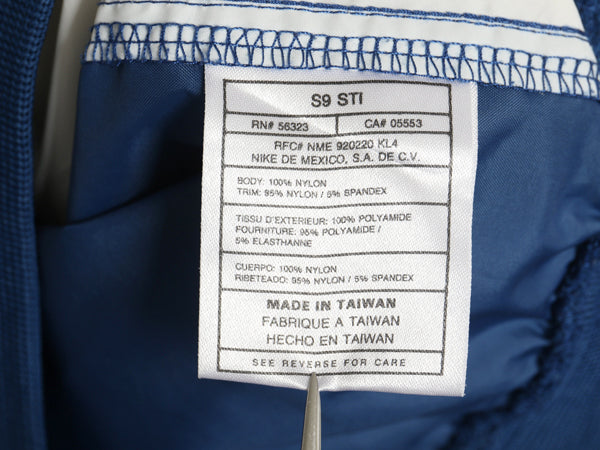 S9 STI
RN# 56323 CA# 05553
RFC# NME 920220 KL4
NIKE DE MEXICO, S.A. DE C.V.
BODY: 100% NYLON
TRIM: 95% NYLON / 5% SPANDEX
TISSU D'EXTERIEUR: 100% POLYAMIDE
FOURNITURE: 95% POLYAMIDE /
5% ELASTHANNE
CUERPO: 100% NYLON
RIBETEADO: 95% NYLON / 5% SPANDEX
MADE IN TAIWAN
FABRIQUE A TAIWAN
HECHO EN TAIWAN
SEE REVERSE FOR CARE